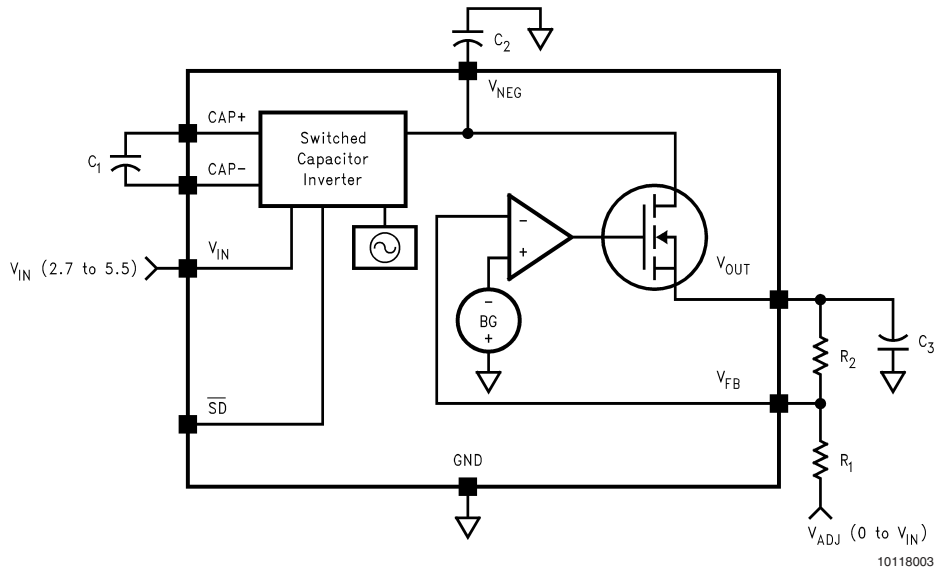 C2
VNEG
CAP+
C1
CAP−
Switched
Capacitor
Inverter
VIN
VIN (2.7 to 5.5)
−
+
VOUT
−
BG
+
C3
R2
VFB
SD
GND
R1
VADJ (0 to VIN)
10118003